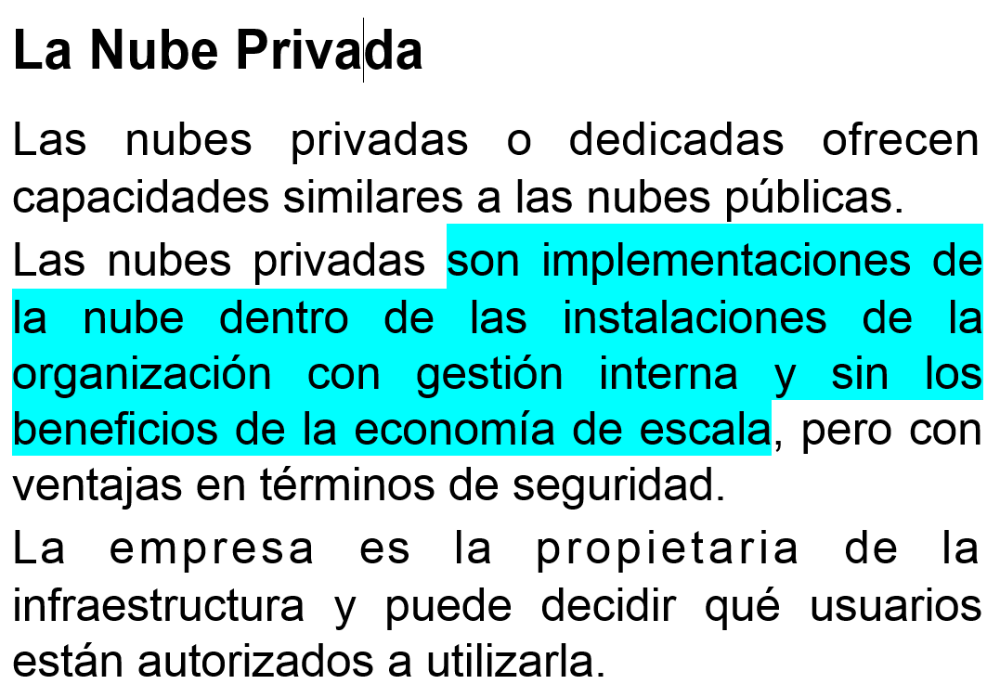 La Nube Privada
Las nubes privadas o dedicadas ofrecen
capacidades similares a las nubes públicas.
Las nubes privadas son implementaciones de
la nube dentro de las instalaciones de la
organización con gestión interna y sin los
beneficios de la economía de escala, pero con
ventajas en términos de seguridad.
La empresa es la propietaria de la
infraestructura y puede decidir qué usuarios
están autorizados a utilizarla.